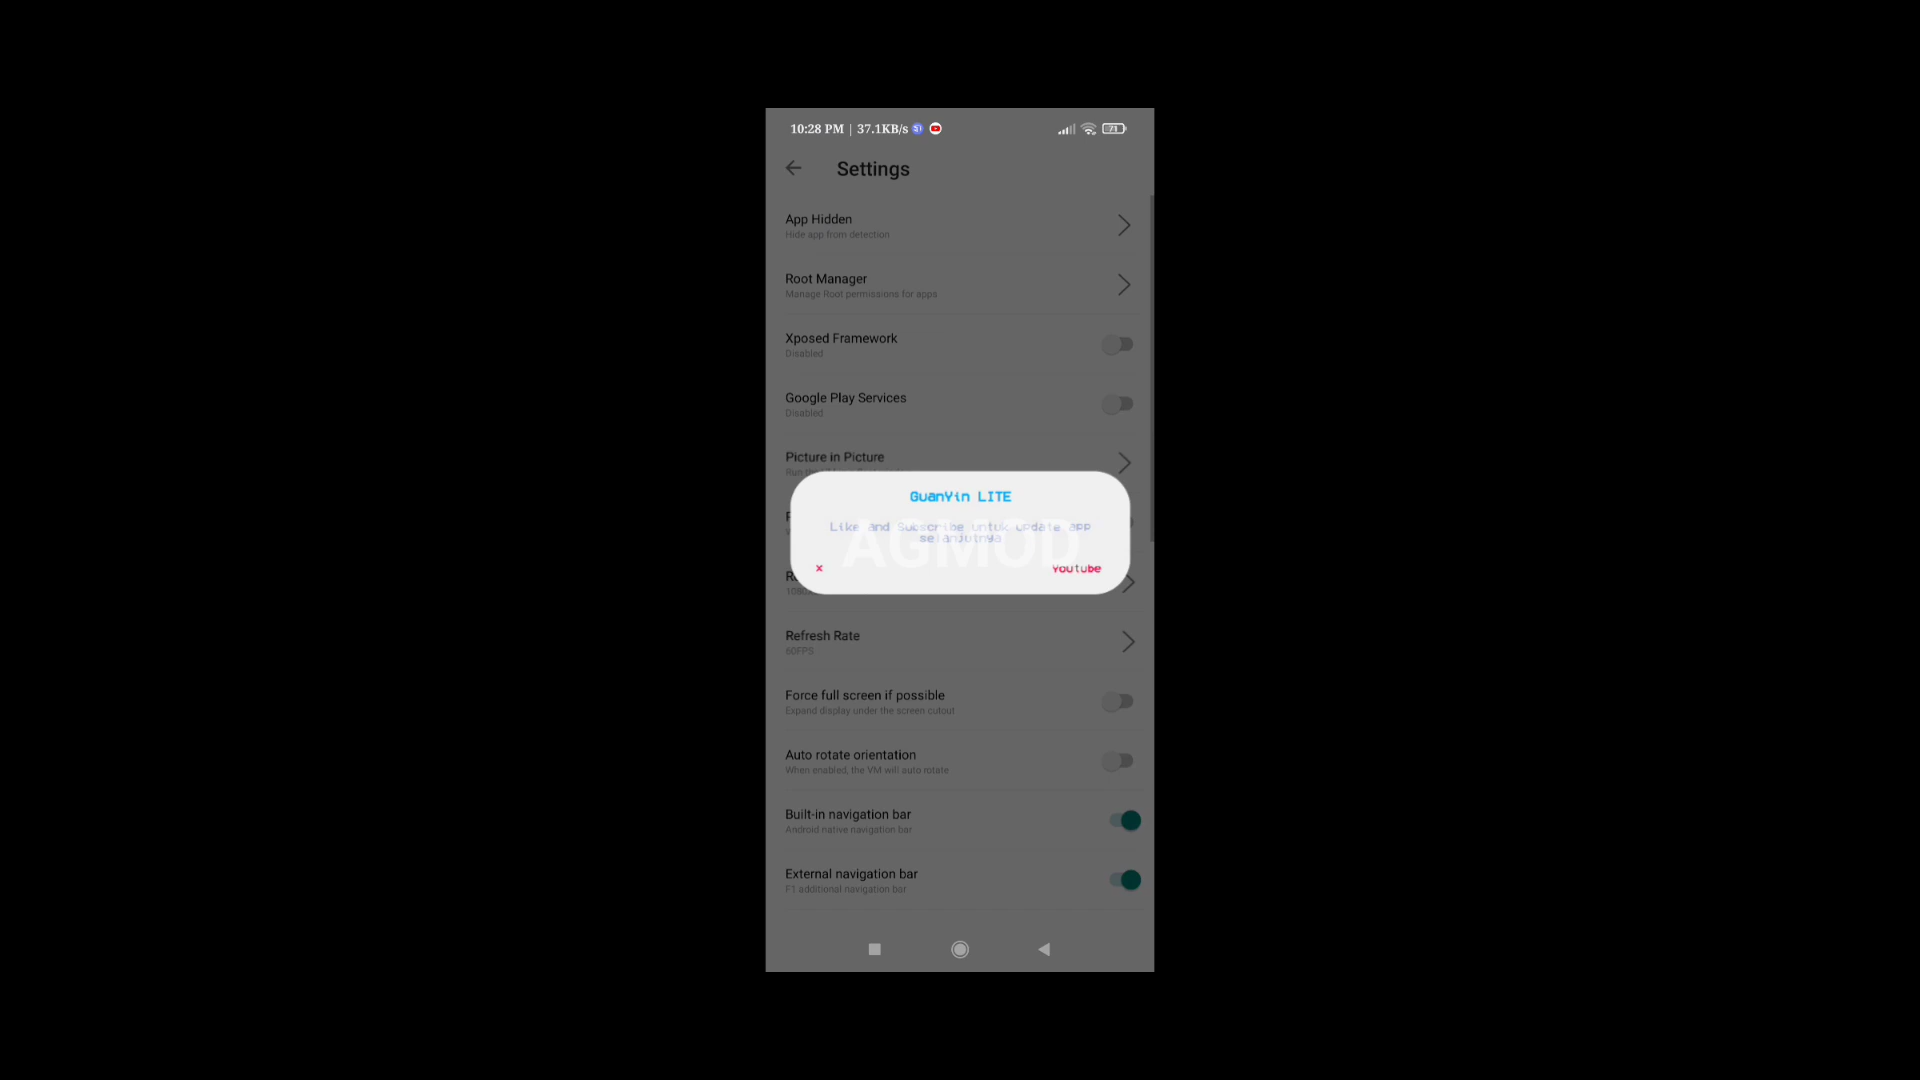 10:28 PM | 37.1KB/s
71
Settings
App Hidden
Hide app from detection
Root Manager
Manage Root permissions for apps
Xposed Framework
Disabled
Google Play Services
Disabled
Picture in Picture
Run
GuanYin LITE
Like and Subscribe untuk update app
selanjutnya
AGMOD
x
Youtube
Refresh Rate
60FPS
Force full screen if possible
Expand display under the screen cutout
Auto rotate orientation
When enabled, the VM will auto rotate
Built-in navigation bar
Android native navigation bar
External navigation bar
F1 additional navigation bar